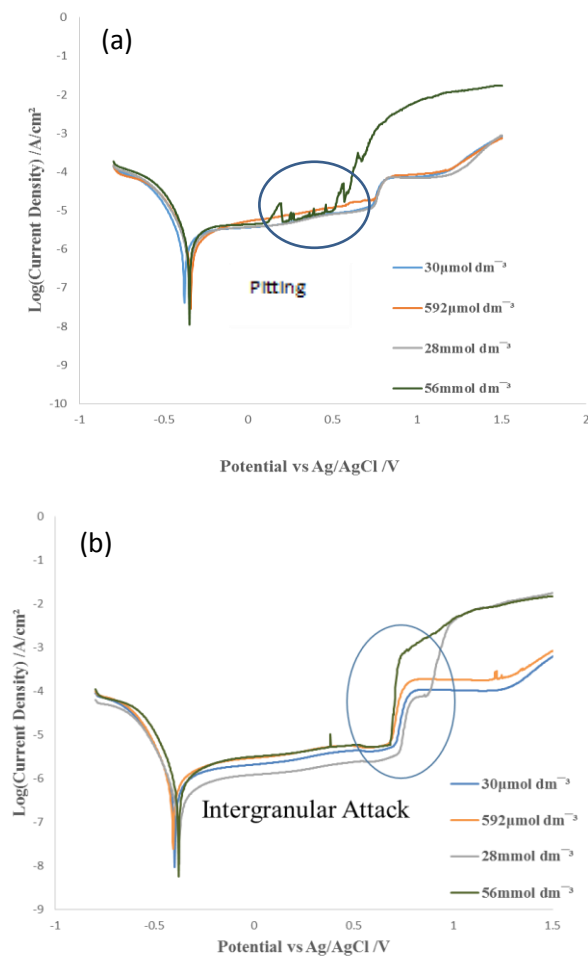 (a)
0
-1
-2
-3
-4
-5
-6
-7
-8
-9
-10
Log(Current Density) /A/cm²
Pitting
30µmol dm⁻³
592µmol dm⁻³
28mmol dm⁻³
56mmol dm⁻³
-1 -0.5 0 0.5 1 1.5 2
Potential vs Ag/AgCl /V
(b)
0
-1
-2
-3
-4
-5
-6
-7
-8
-9
Log(Current Density) /A/cm²
Intergranular Attack
30µmol dm⁻³
592µmol dm⁻³
28mmol dm⁻³
56mmol dm⁻³
-1 -0.5 0 0.5 1 1.5
Potential vs Ag/AgCl /V